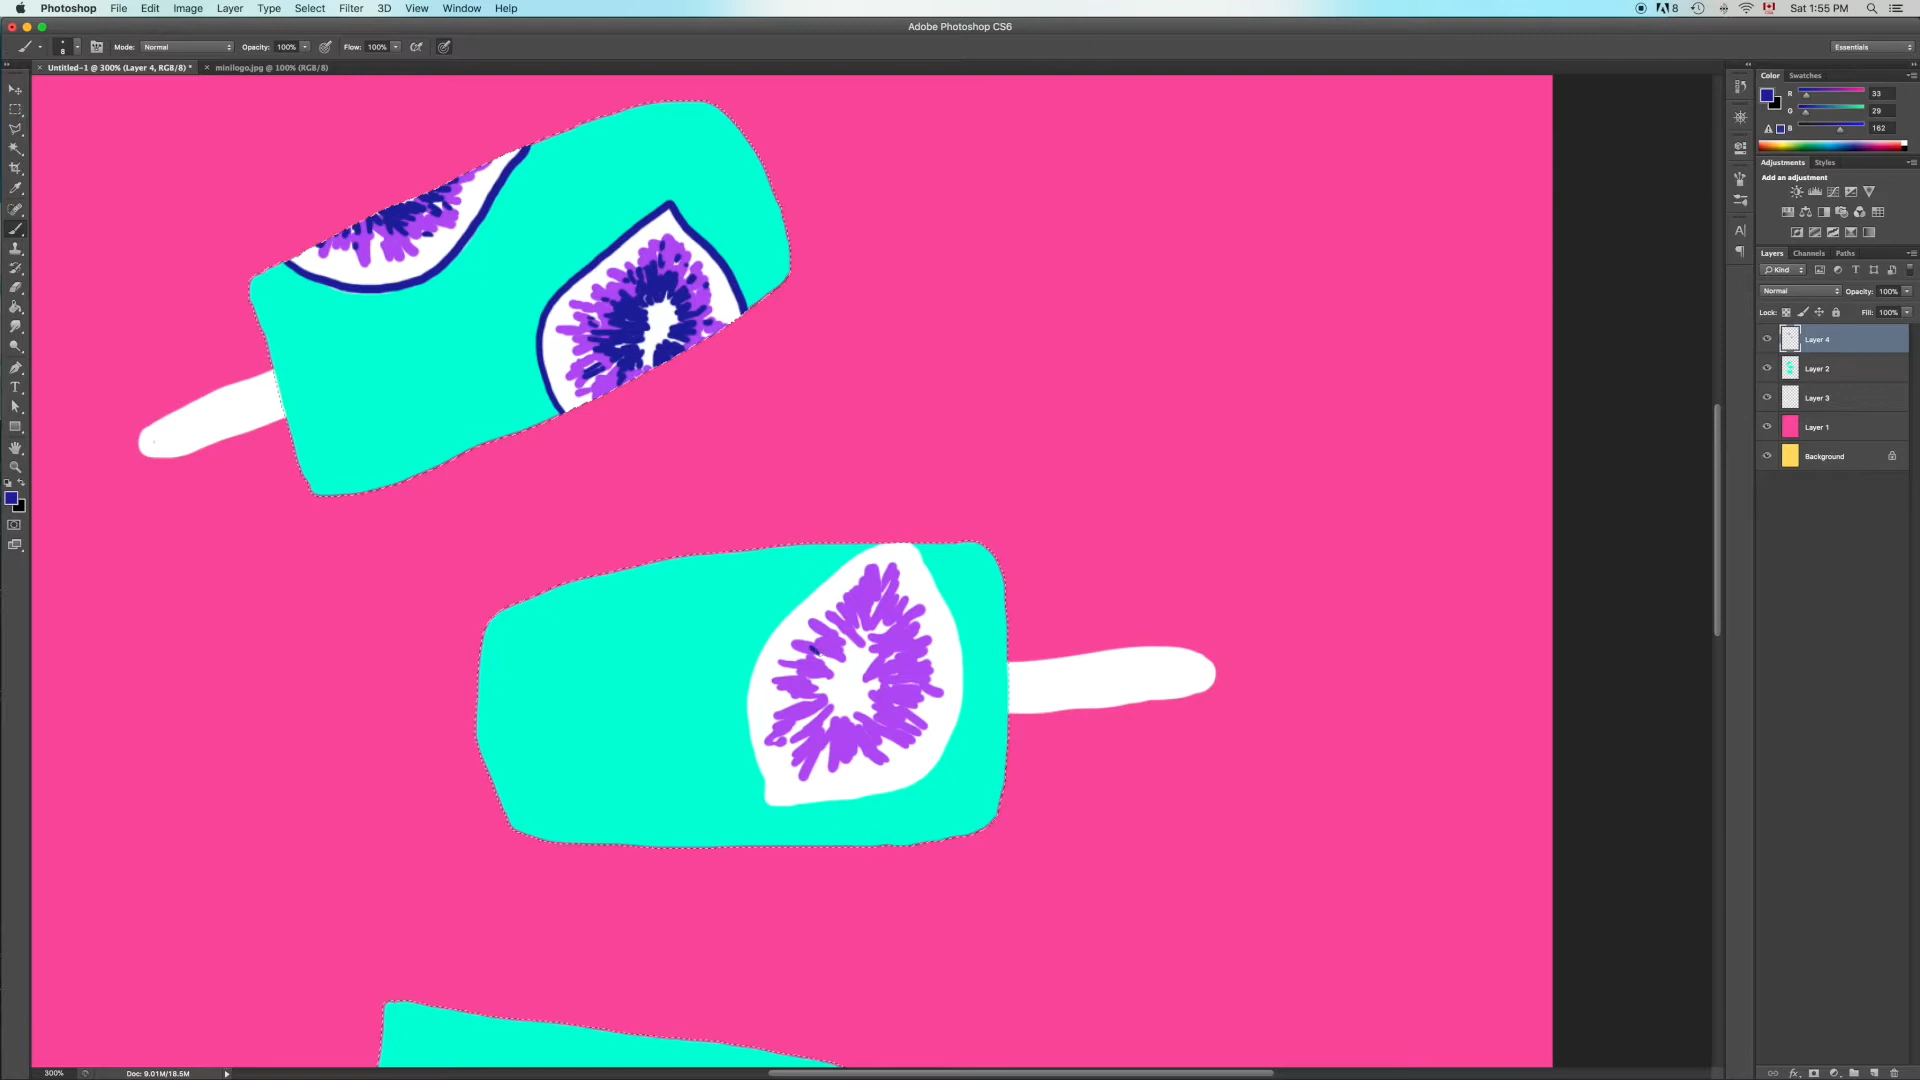 Photoshop File Edit Image Layer Type Select Filter 3D View Window Help 8 Sat 1:55 PM
Adobe Photoshop CS6
8 Mode: Normal Opacity: 100% Flow: 100% Essentials
× Untitled-1 @ 300% (Layer 4, RGB/8) * × minilogo.jpg @ 100% (RGB/8)
Color Swatches
R 33
G 29
B 162
Adjustments Styles
Add an adjustment
Layers Channels Paths
Kind
Normal Opacity: 100%
Lock: Fill: 100%
Layer 4
Layer 2
Layer 3
Layer 1
Background
300% Doc: 9.01M/18.5M